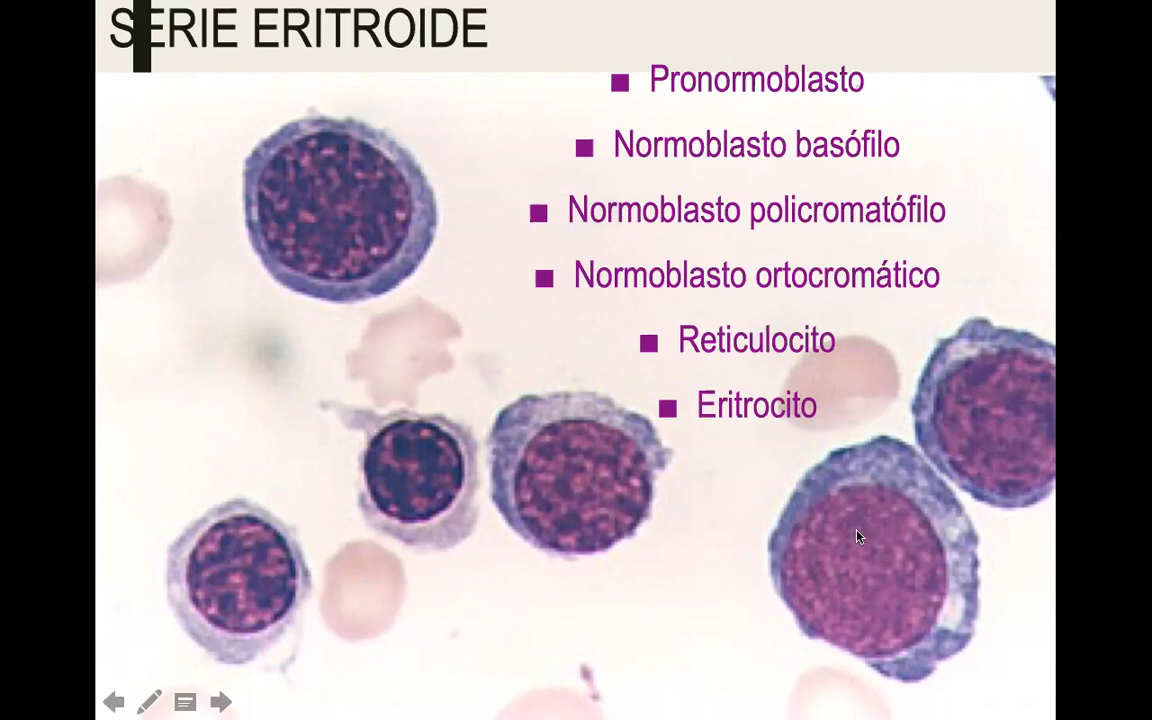 SERIE ERITROIDE
Pronormoblasto
Normoblasto basófilo
Normoblasto policromatófilo
Normoblasto ortocromático
Reticulocito
Eritrocito